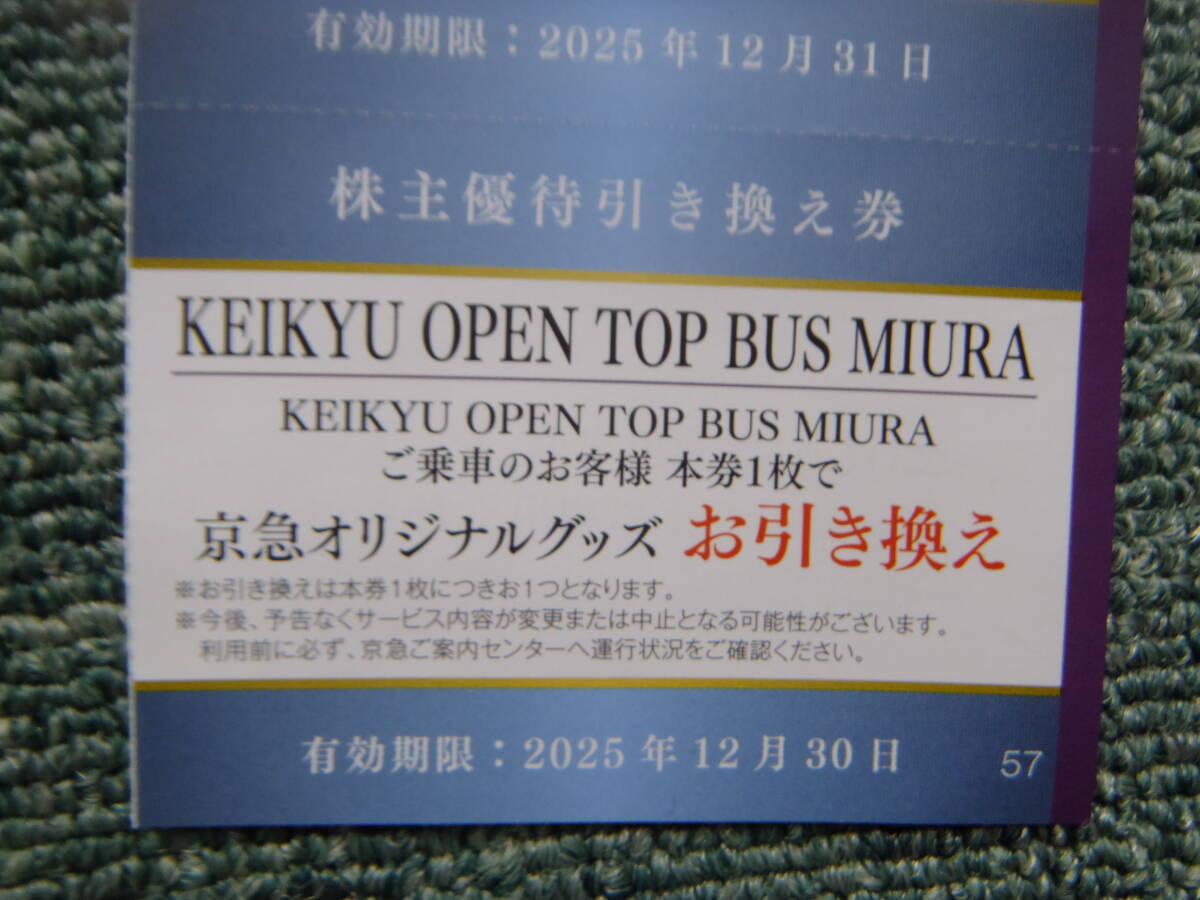 有効期限：2025年12月31日
株主優待引き換え券
KEIKYU OPEN TOP BUS MIURA
KEIKYU OPEN TOP BUS MIURA
ご乗車のお客様 本券1枚で
京急オリジナルグッズ お引き換え
※お引き換えは本券1枚につきお1つとなります。
※今後、予告なくサービス内容が変更または中止となる可能性がございます。
利用前に必ず、京急ご案内センターへ運行状況をご確認ください。
有効期限：2025年12月30日
57